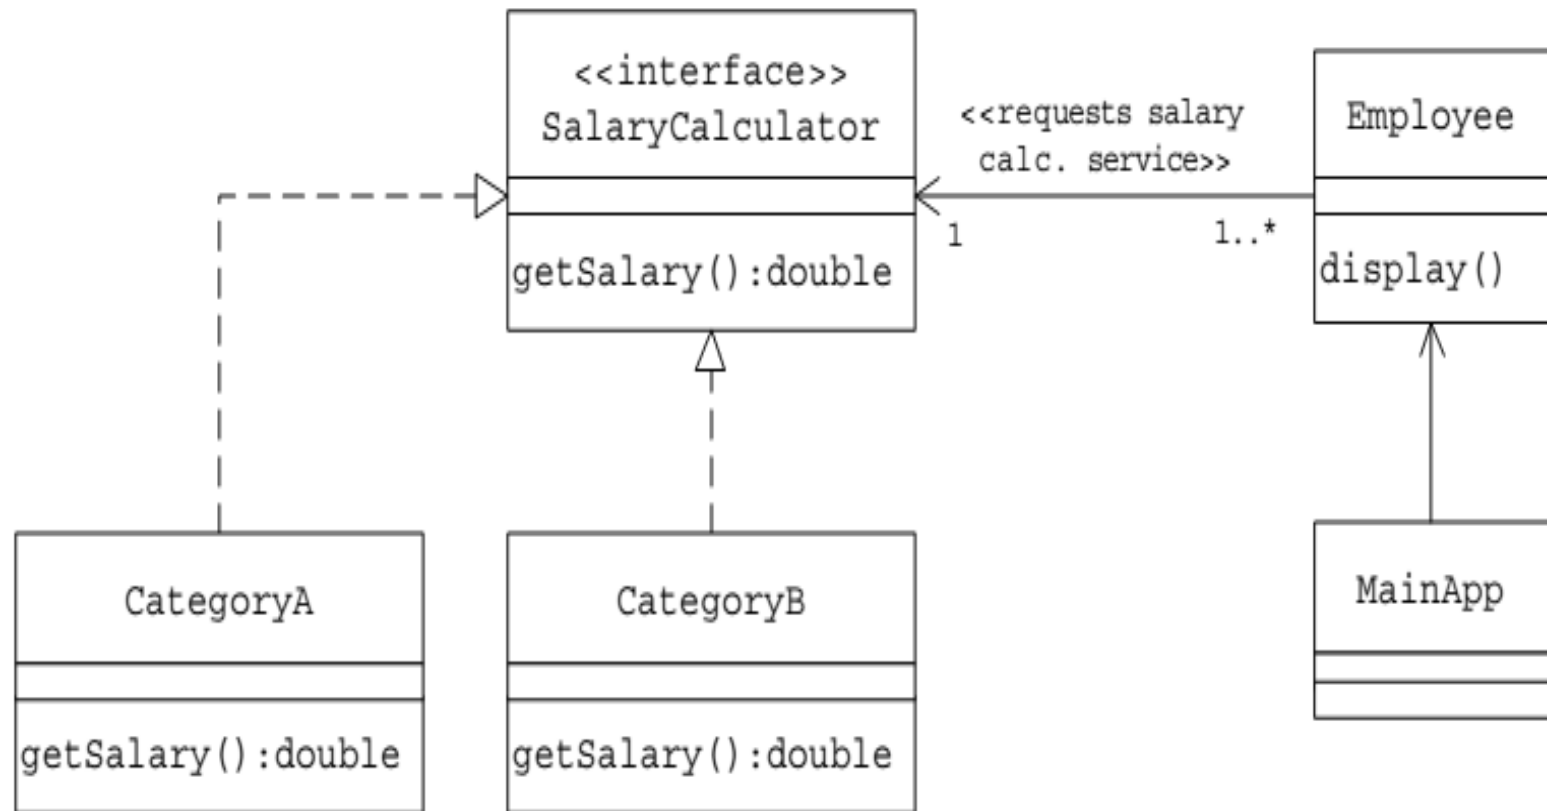 <<interface>>
SalaryCalculator
getSalary():double
<<requests salary
calc. service>>
1
1..*
Employee
display()
CategoryA
getSalary():double
CategoryB
getSalary():double
MainApp